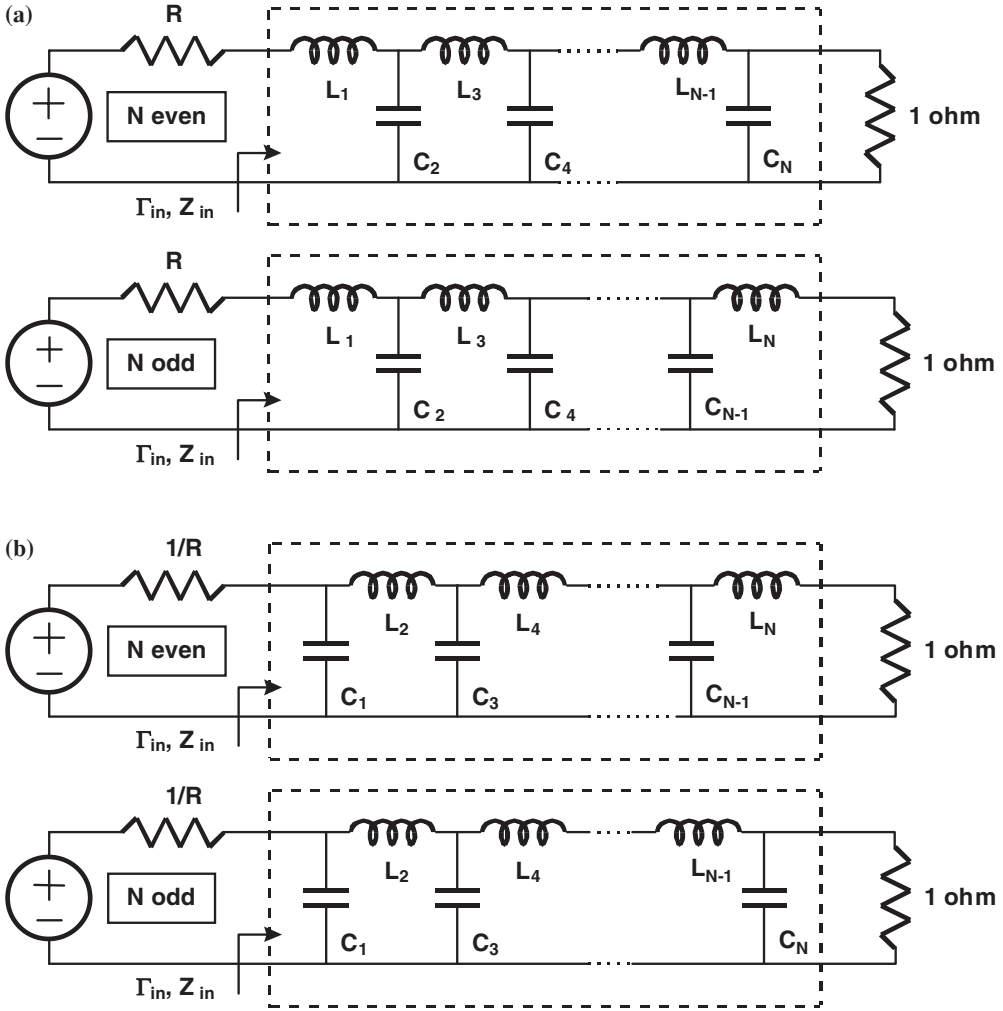 (a)
R
N even
L1
L3
LN-1
C2
C4
CN
1 ohm
Γin, Z in
R
N odd
L 1
L 3
LN
C 2
C 4
CN-1
1 ohm
Γin, Z in
(b)
1/R
N even
L2
L4
LN
C1
C3
CN-1
1 ohm
Γin, Z in
1/R
N odd
L2
L4
LN-1
C1
C3
CN
1 ohm
Γin, Z in